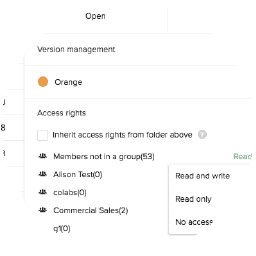 Open
Version management
Orange
Access rights
8
Inherit access rights from folder above ?
Members not in a group(53) Read
Alison Test(0)
Read and write
colabs(0)
Read only
Commercial Sales(2)
No access
q1(0)